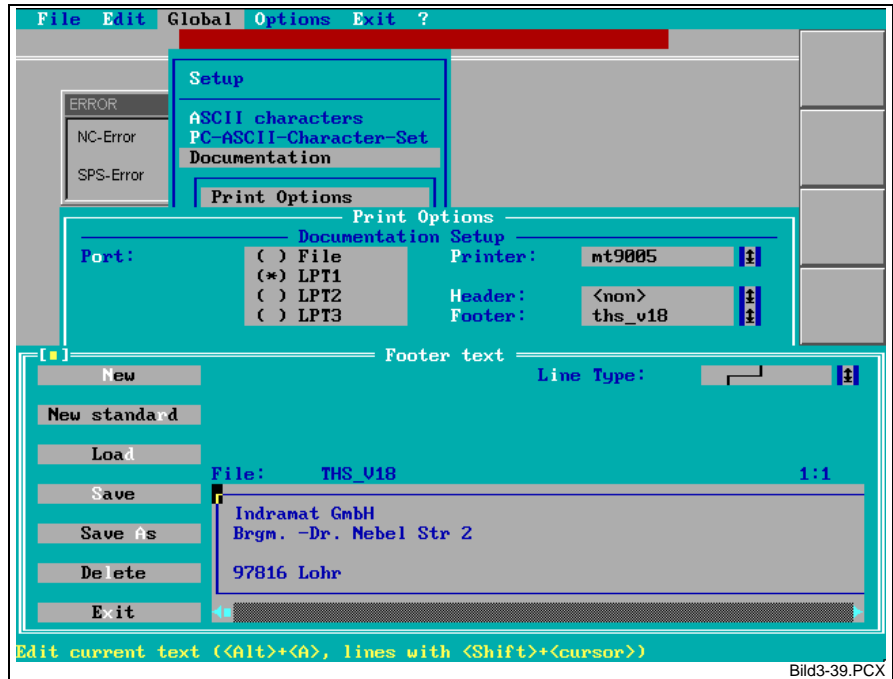 File Edit Global Options Exit ?
Setup
ERROR
ASCII characters
NC-Error
PC-ASCII-Character-Set
Documentation
SPS-Error
Print Options
Print Options
Documentation Setup
Port: ( ) File Printer: mt9005
(*) LPT1
( ) LPT2 Header: <non>
( ) LPT3 Footer: ths_v18
Footer text
New Line Type:
New standard
Load
File: THS_V18 1:1
Save
Indramat GmbH
Save As Brgm. -Dr. Nebel Str 2
Delete 97816 Lohr
Exit
Edit current text (<Alt>+<A>, lines with <Shift>+<cursor>)
Bild3-39.PCX